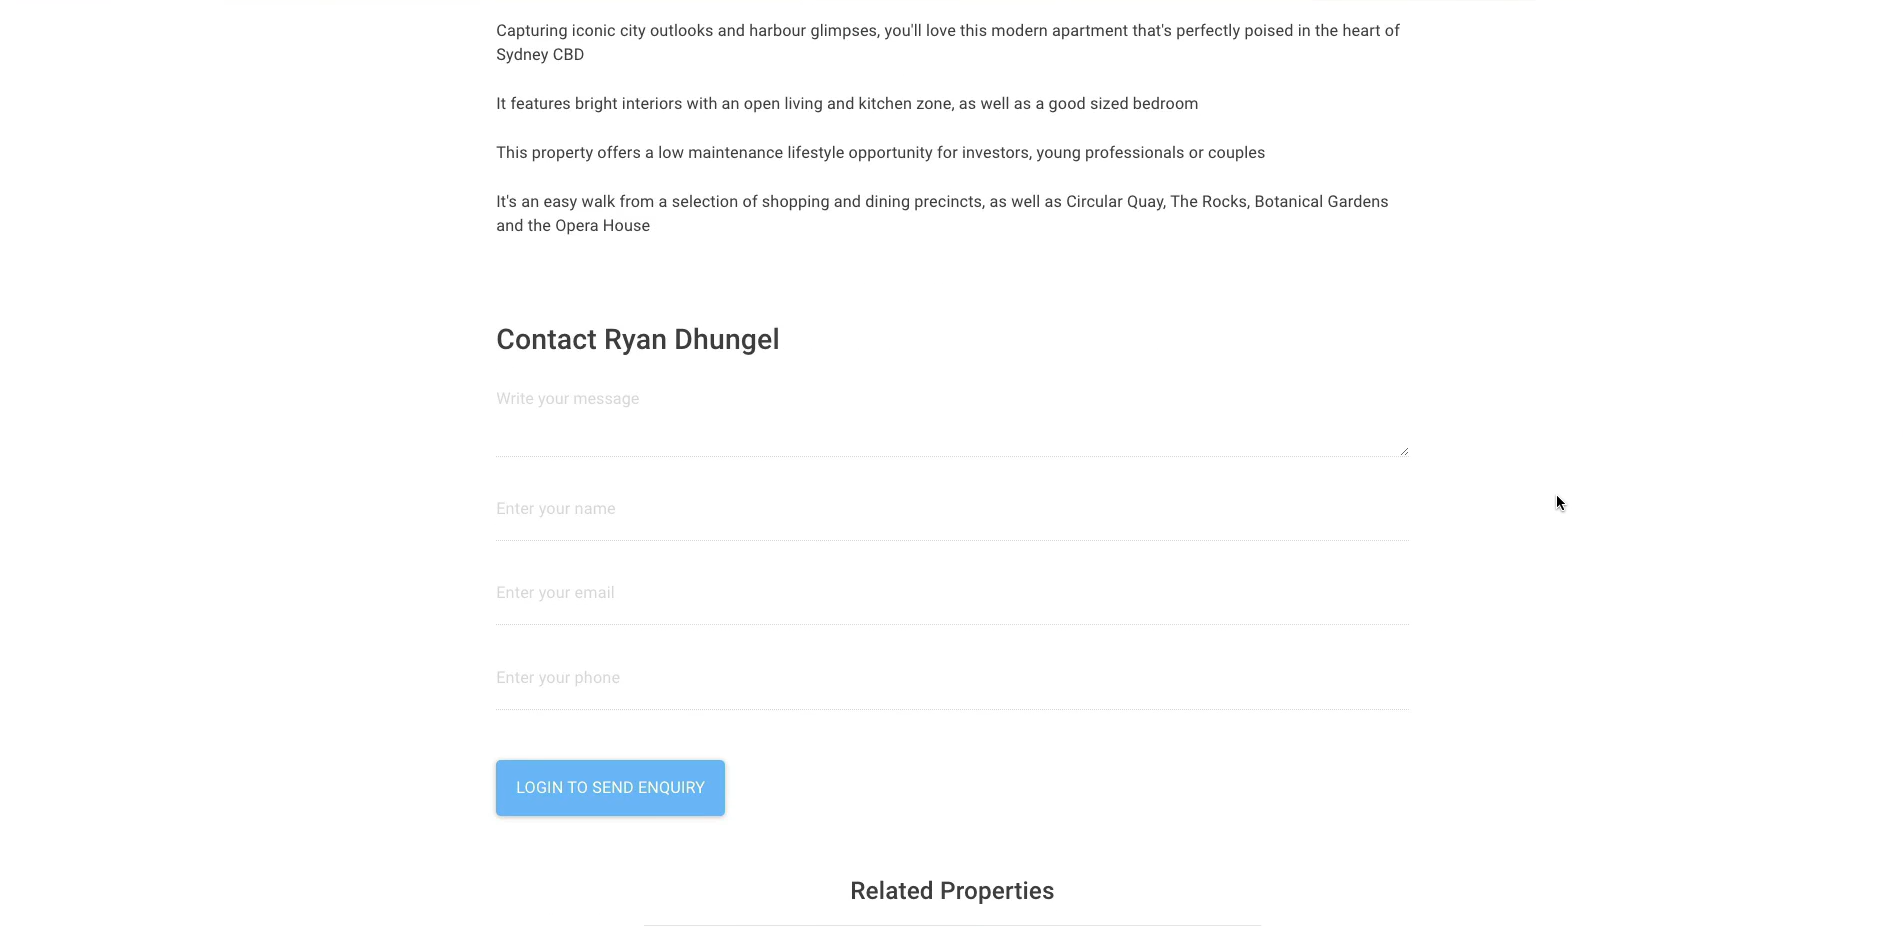 Capturing iconic city outlooks and harbour glimpses, you'll love this modern apartment that's perfectly poised in the heart of
Sydney CBD
It features bright interiors with an open living and kitchen zone, as well as a good sized bedroom
This property offers a low maintenance lifestyle opportunity for investors, young professionals or couples
It's an easy walk from a selection of shopping and dining precincts, as well as Circular Quay, The Rocks, Botanical Gardens
and the Opera House
Contact Ryan Dhungel
Write your message
Enter your name
Enter your email
Enter your phone
LOGIN TO SEND ENQUIRY
Related Properties